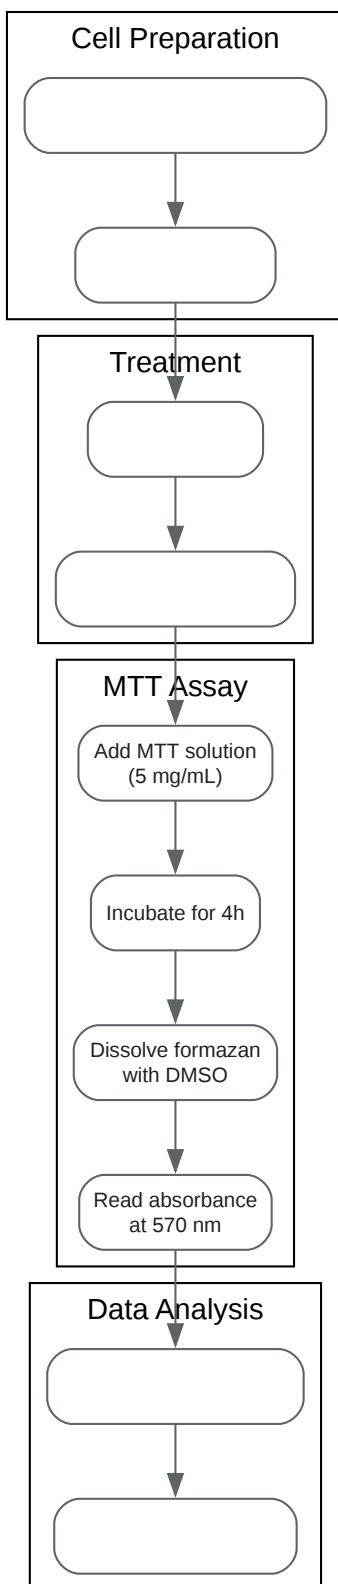 Cell Preparation
Treatment
MTT Assay
Add MTT solution
(5 mg/mL)
Incubate for 4h
Dissolve formazan
with DMSO
Read absorbance
at 570 nm
Data Analysis